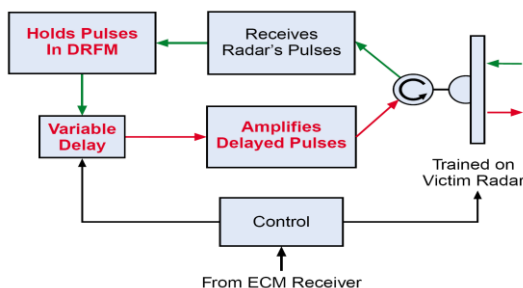 Holds Pulses
In DRFM
Receives
Radar's Pulses
Variable
Delay
Amplifies
Delayed Pulses
Trained on
Victim Radar
Control
From ECM Receiver